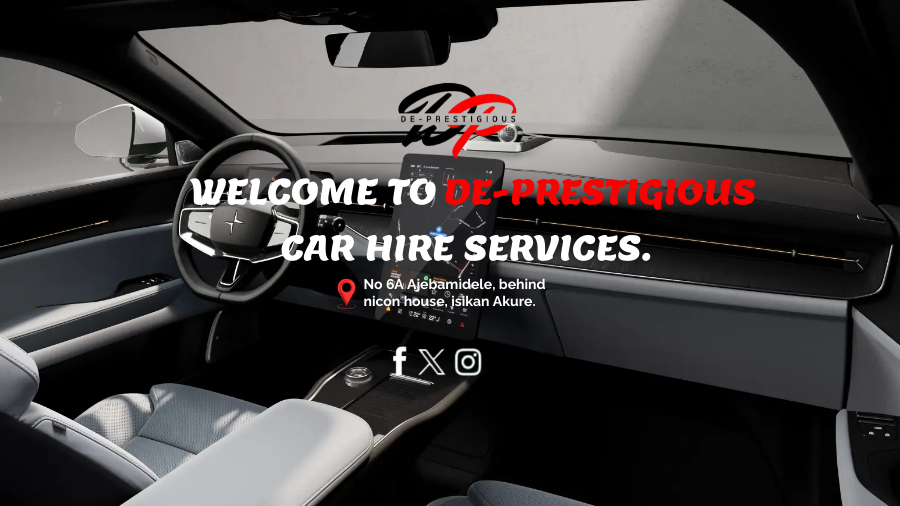 DE-PRESTIGIOUS
WELCOME TO DE-PRESTIGIOUS
CAR HIRE SERVICES.
No 6A Ajebamidele, behind
nicon house, isikan Akure.